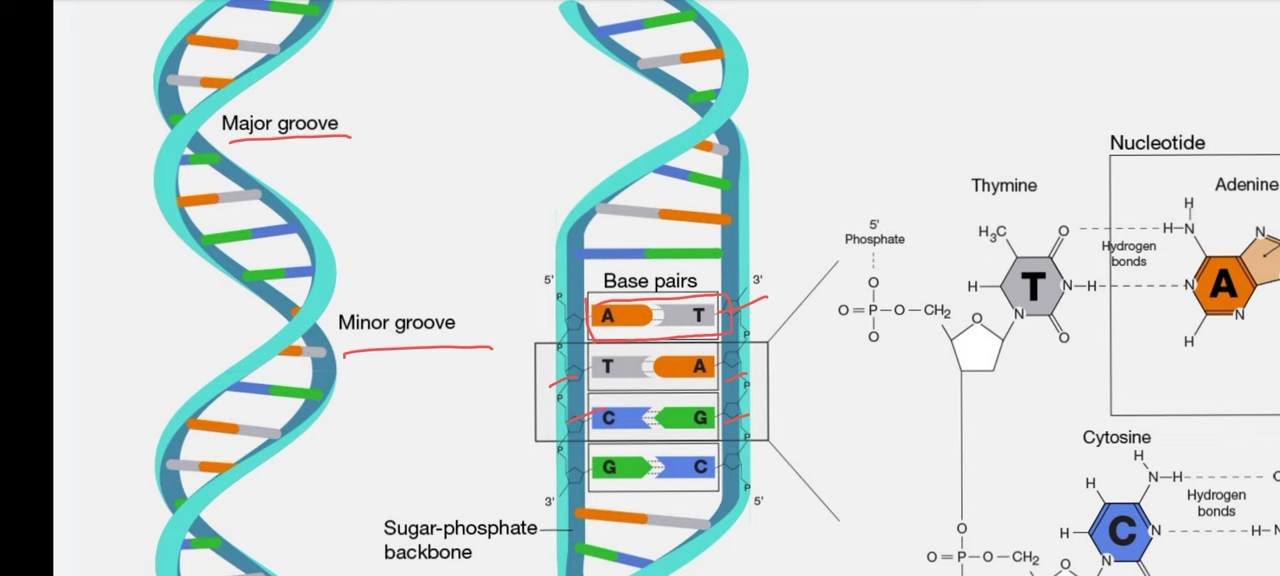 Major groove
Minor groove
Sugar-phosphate
backbone
Base pairs
5'
3'
P
P
A T
P
P
T A
P
P
P
C G
P
P
G C
P
P
3'
5'
Nucleotide
Thymine
Adenine
5'
Phosphate
O
O=P-O-CH₂
O
O
H₃C
O
H
T
N-H
N
O
Hydrogen
bonds
H
H-N
N
N
A
N
H
Cytosine
H
N-H
H
H
C
N
N
Hydrogen
bonds
H-N
O
O=P-O-CH₂
O